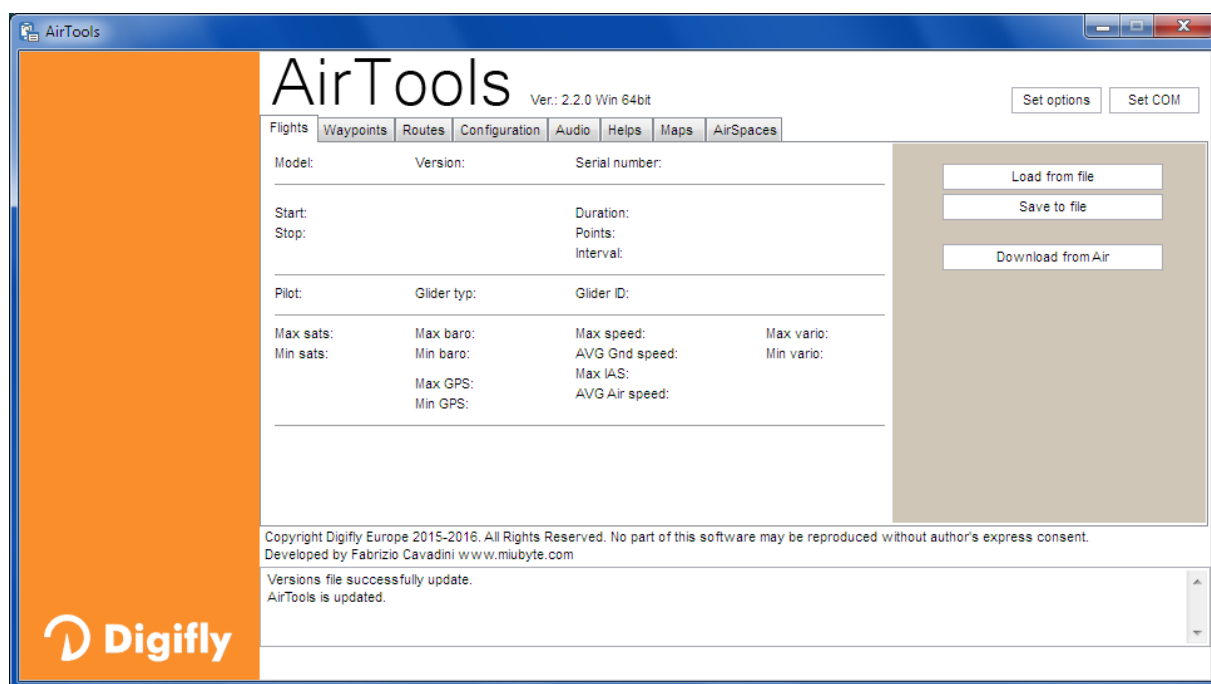 AirTools
AirTools Ver.: 2.2.0 Win 64bit
Set options Set COM
Flights Waypoints Routes Configuration Audio Helps Maps AirSpaces
Model: Version: Serial number:
Load from file
Save to file
Start: Duration:
Stop: Points:
Interval:
Download from Air
Pilot: Glider typ: Glider ID:
Max sats: Max baro: Max speed: Max vario:
Min sats: Min baro: AVG Gnd speed: Min vario:
Max IAS:
Max GPS:
AVG Air speed:
Min GPS:
Copyright Digifly Europe 2015-2016. All Rights Reserved. No part of this software may be reproduced without author's express consent.
Developed by Fabrizio Cavadini www.miubyte.com
Versions file successfully update.
AirTools is updated.
Digifly